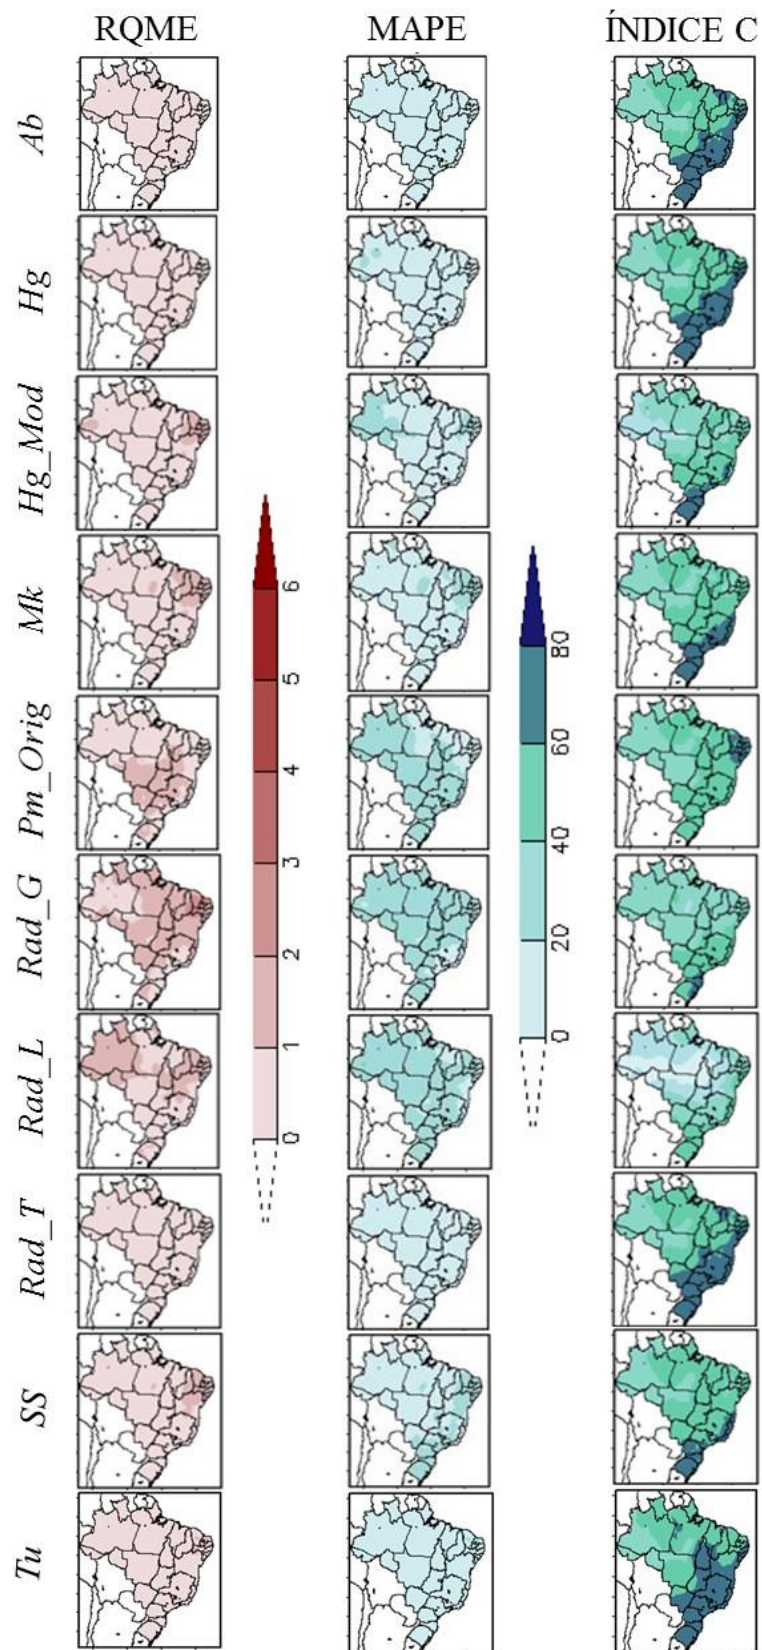 RQME MAPE ÍNDICE C
Ab
Hg
Hg_Mod
Mk
Pm_Orig
Rad_G
Rad_L
Rad_T
SS
Tu
6
5
4
3
2
1
0
80
60
40
20
0